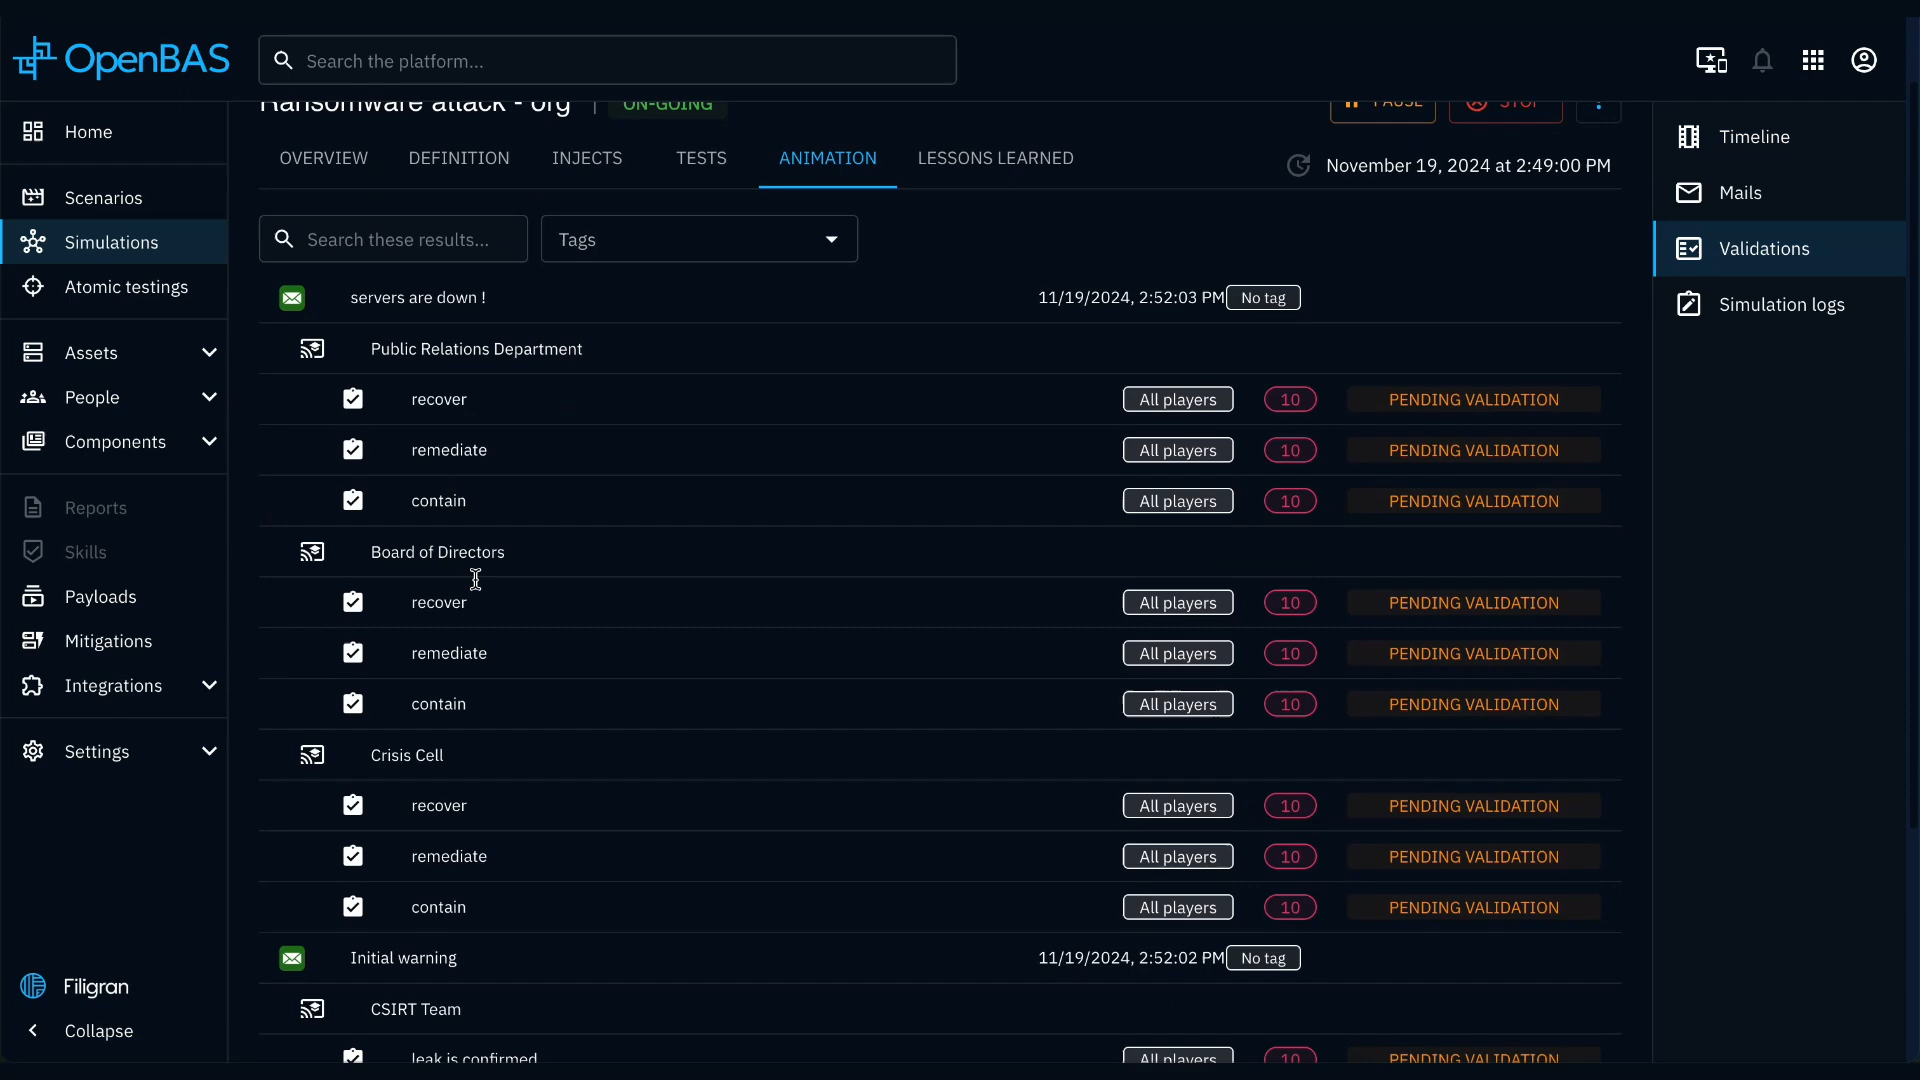 OpenBAS
Search the platform...
Ransomware attack - org
ON-GOING
PAUSE
STOP
Home
Scenarios
Simulations
Atomic testings
Assets
People
Components
Reports
Skills
Payloads
Mitigations
Integrations
Settings
Filigran
Collapse
OVERVIEW DEFINITION INJECTS TESTS ANIMATION LESSONS LEARNED
November 19, 2024 at 2:49:00 PM
Search these results...
Tags
servers are down ! 11/19/2024, 2:52:03 PM No tag
Public Relations Department
recover All players 10 PENDING VALIDATION
remediate All players 10 PENDING VALIDATION
contain All players 10 PENDING VALIDATION
Board of Directors
recover All players 10 PENDING VALIDATION
remediate All players 10 PENDING VALIDATION
contain All players 10 PENDING VALIDATION
Crisis Cell
recover All players 10 PENDING VALIDATION
remediate All players 10 PENDING VALIDATION
contain All players 10 PENDING VALIDATION
Initial warning 11/19/2024, 2:52:02 PM No tag
CSIRT Team
leak is confirmed All players 10 PENDING VALIDATION
Timeline
Mails
Validations
Simulation logs